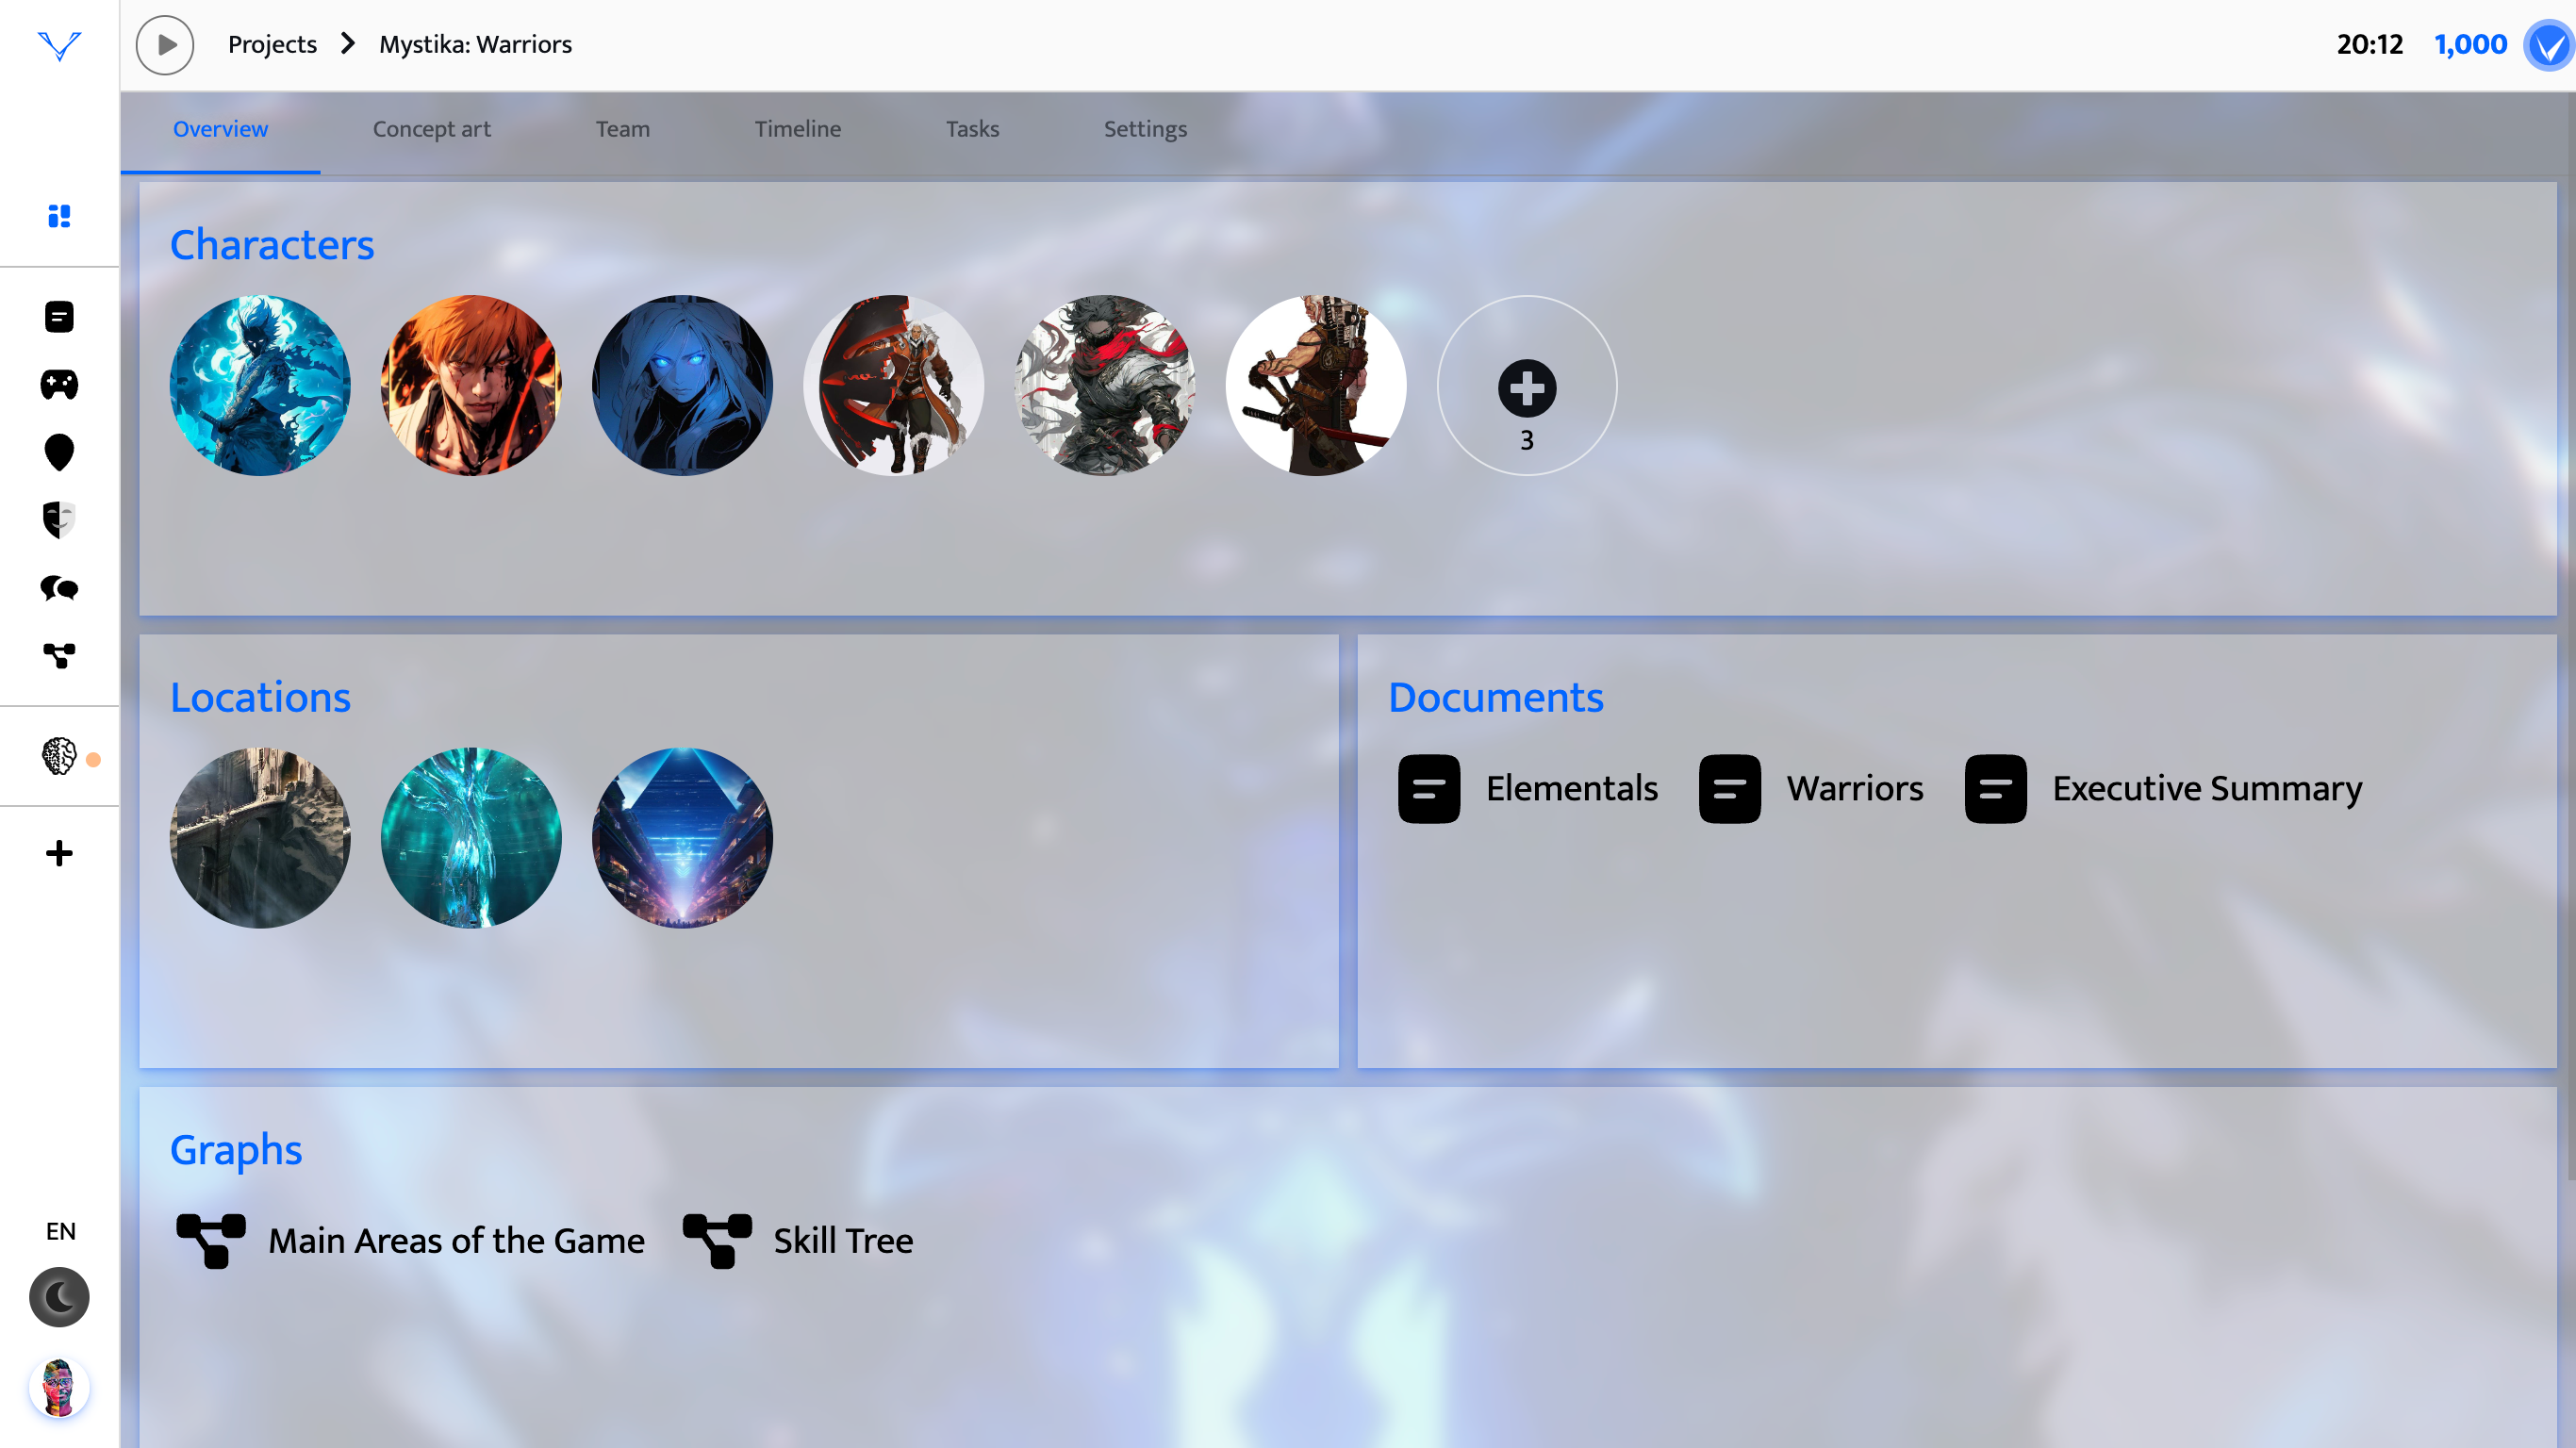 Projects > Mystika: Warriors
20:12 1,000
Overview Concept art Team Timeline Tasks Settings
Characters
3
Locations
Documents
Elementals Warriors Executive Summary
Graphs
Main Areas of the Game Skill Tree
EN